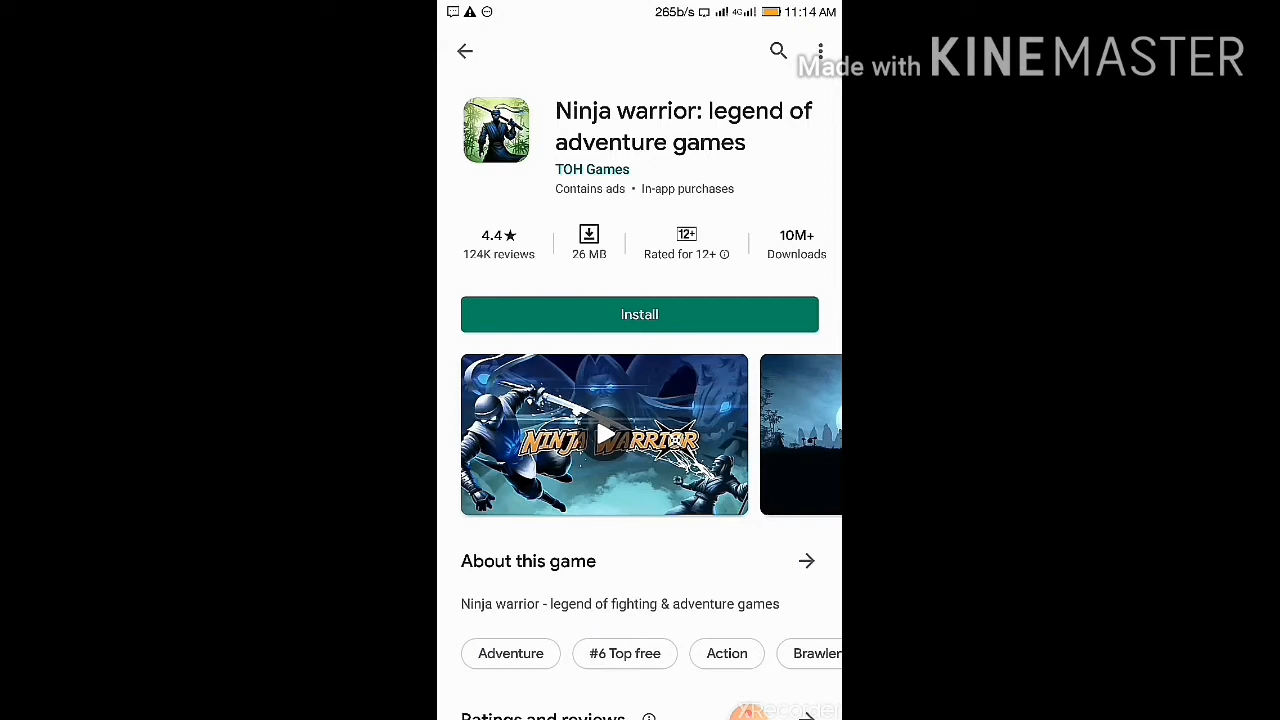 265b/s 4G 11:14 AM
Made with KINEMASTER
Ninja warrior: legend of
adventure games
TOH Games
Contains ads • In-app purchases
4.4★ 12+ 10M+
124K reviews 26 MB Rated for 12+ Downloads
Install
NINJA WARRIOR
About this game
Ninja warrior - legend of fighting & adventure games
Adventure #6 Top free Action Brawler
Ratings and reviews
XRecorder